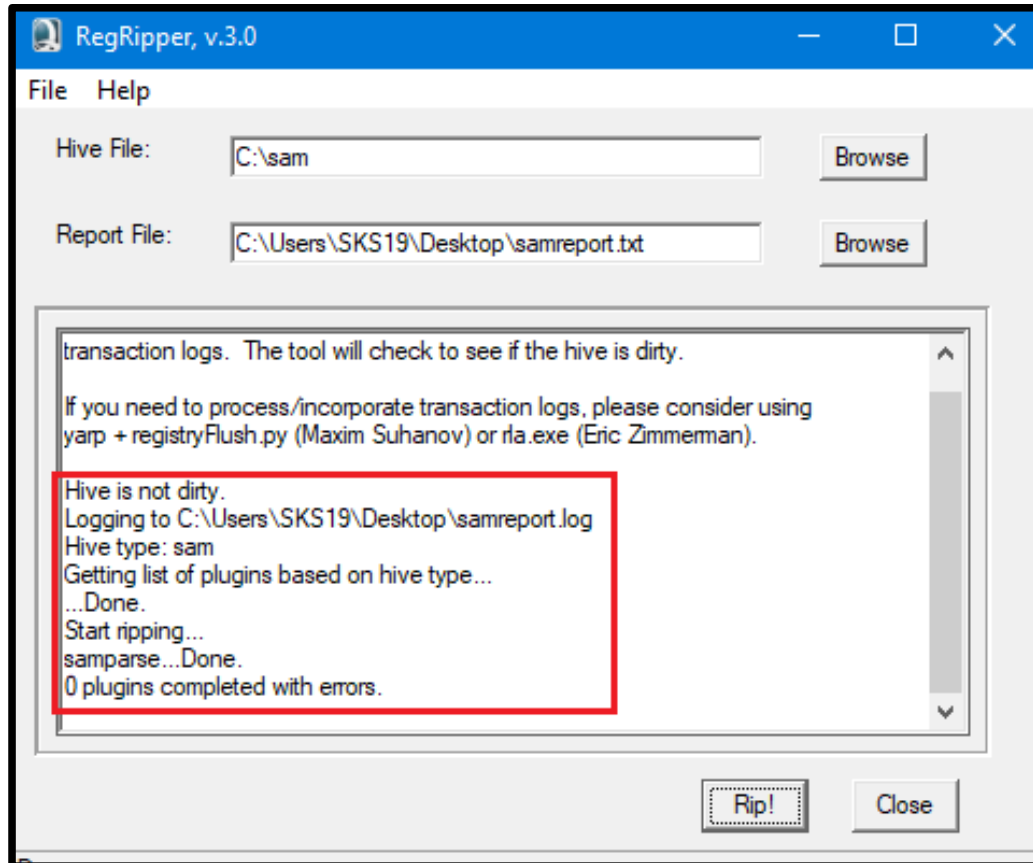 RegRipper, v.3.0
File Help
Hive File: C:\sam Browse
Report File: C:\Users\SKS19\Desktop\samreport.txt Browse
transaction logs. The tool will check to see if the hive is dirty.
If you need to process/incorporate transaction logs, please consider using
yarp + registryFlush.py (Maxim Suhanov) or rla.exe (Eric Zimmerman).
Hive is not dirty.
Logging to C:\Users\SKS19\Desktop\samreport.log
Hive type: sam
Getting list of plugins based on hive type...
...Done.
Start ripping...
samparse...Done.
0 plugins completed with errors.
Rip! Close